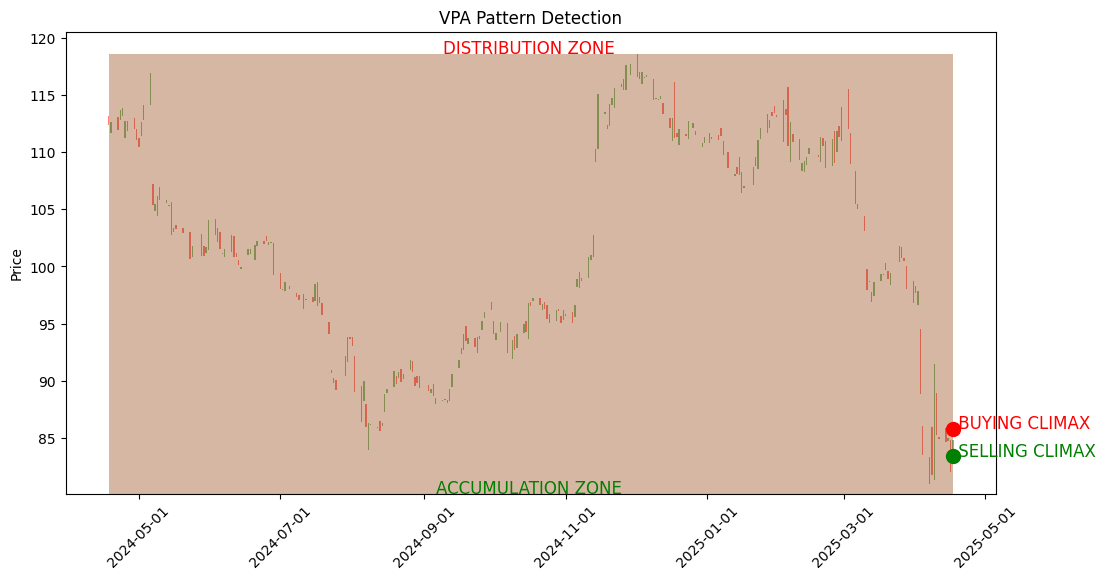 VPA Pattern Detection
DISTRIBUTION ZONE
Price
120
115
110
105
100
95
90
85
BUYING CLIMAX
SELLING CLIMAX
ACCUMULATION ZONE
2024-05-01
2024-07-01
2024-09-01
2024-11-01
2025-01-01
2025-03-01
2025-05-01